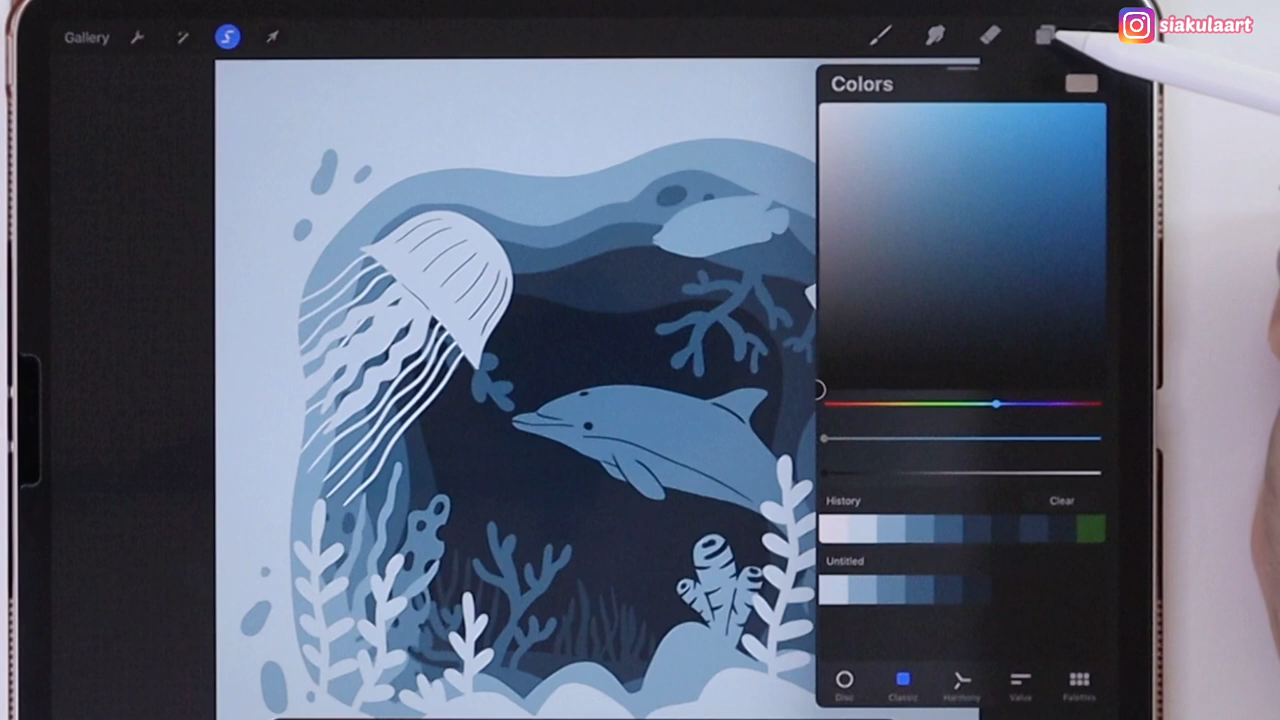 siakulaart
Gallery
Colors
History
Clear
Untitled
Disc
Classic
Harmony
Value
Palettes